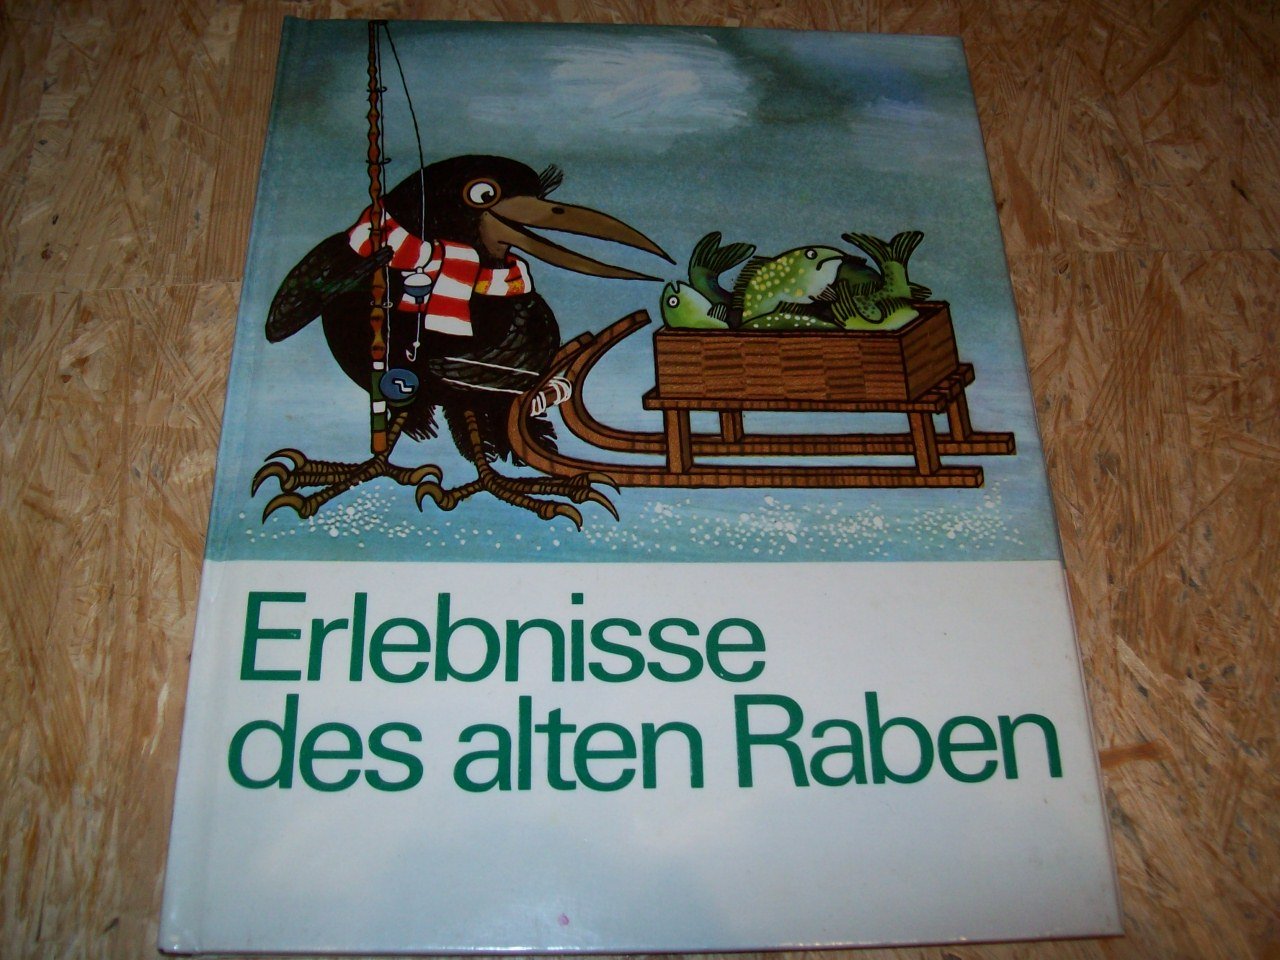 Erlebnisse
des alten Raben